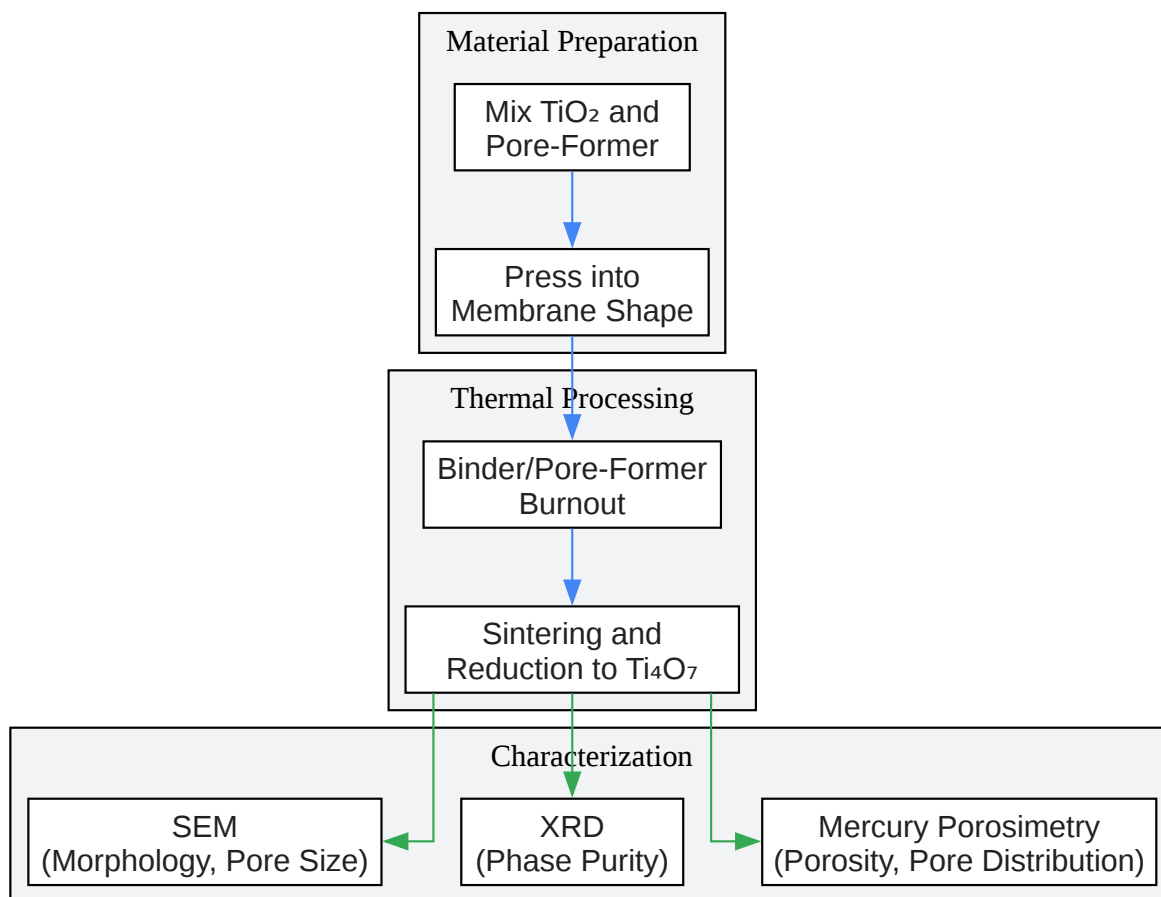 Material Preparation
Mix TiO₂ and
Pore-Former
Press into
Membrane Shape
Thermal Processing
Binder/Pore-Former
Burnout
Sintering and
Reduction to Ti₄O₇
Characterization
SEM
(Morphology, Pore Size)
XRD
(Phase Purity)
Mercury Porosimetry
(Porosity, Pore Distribution)